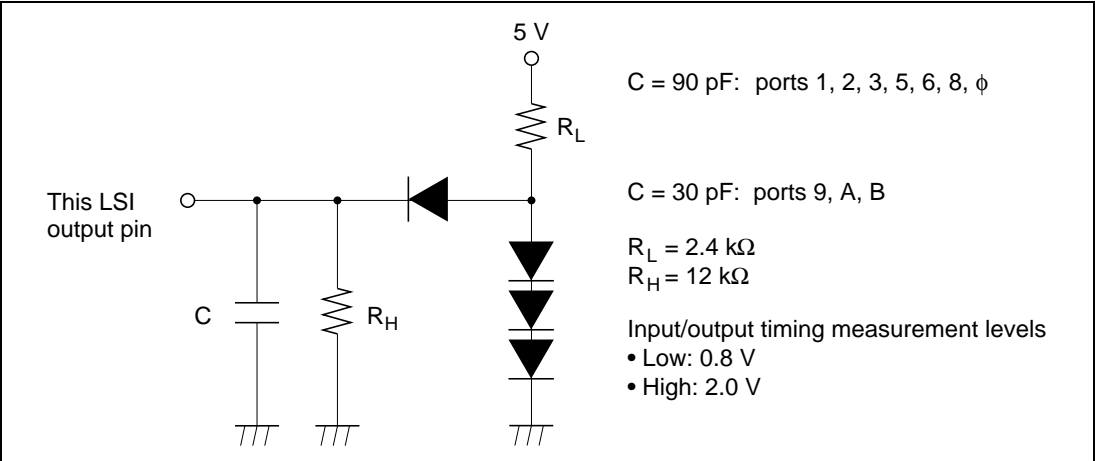 5 V
C = 90 pF: ports 1, 2, 3, 5, 6, 8, ϕ
R_L
This LSI
output pin
C = 30 pF: ports 9, A, B
R_L = 2.4 kΩ
R_H = 12 kΩ
C
R_H
Input/output timing measurement levels
• Low: 0.8 V
• High: 2.0 V